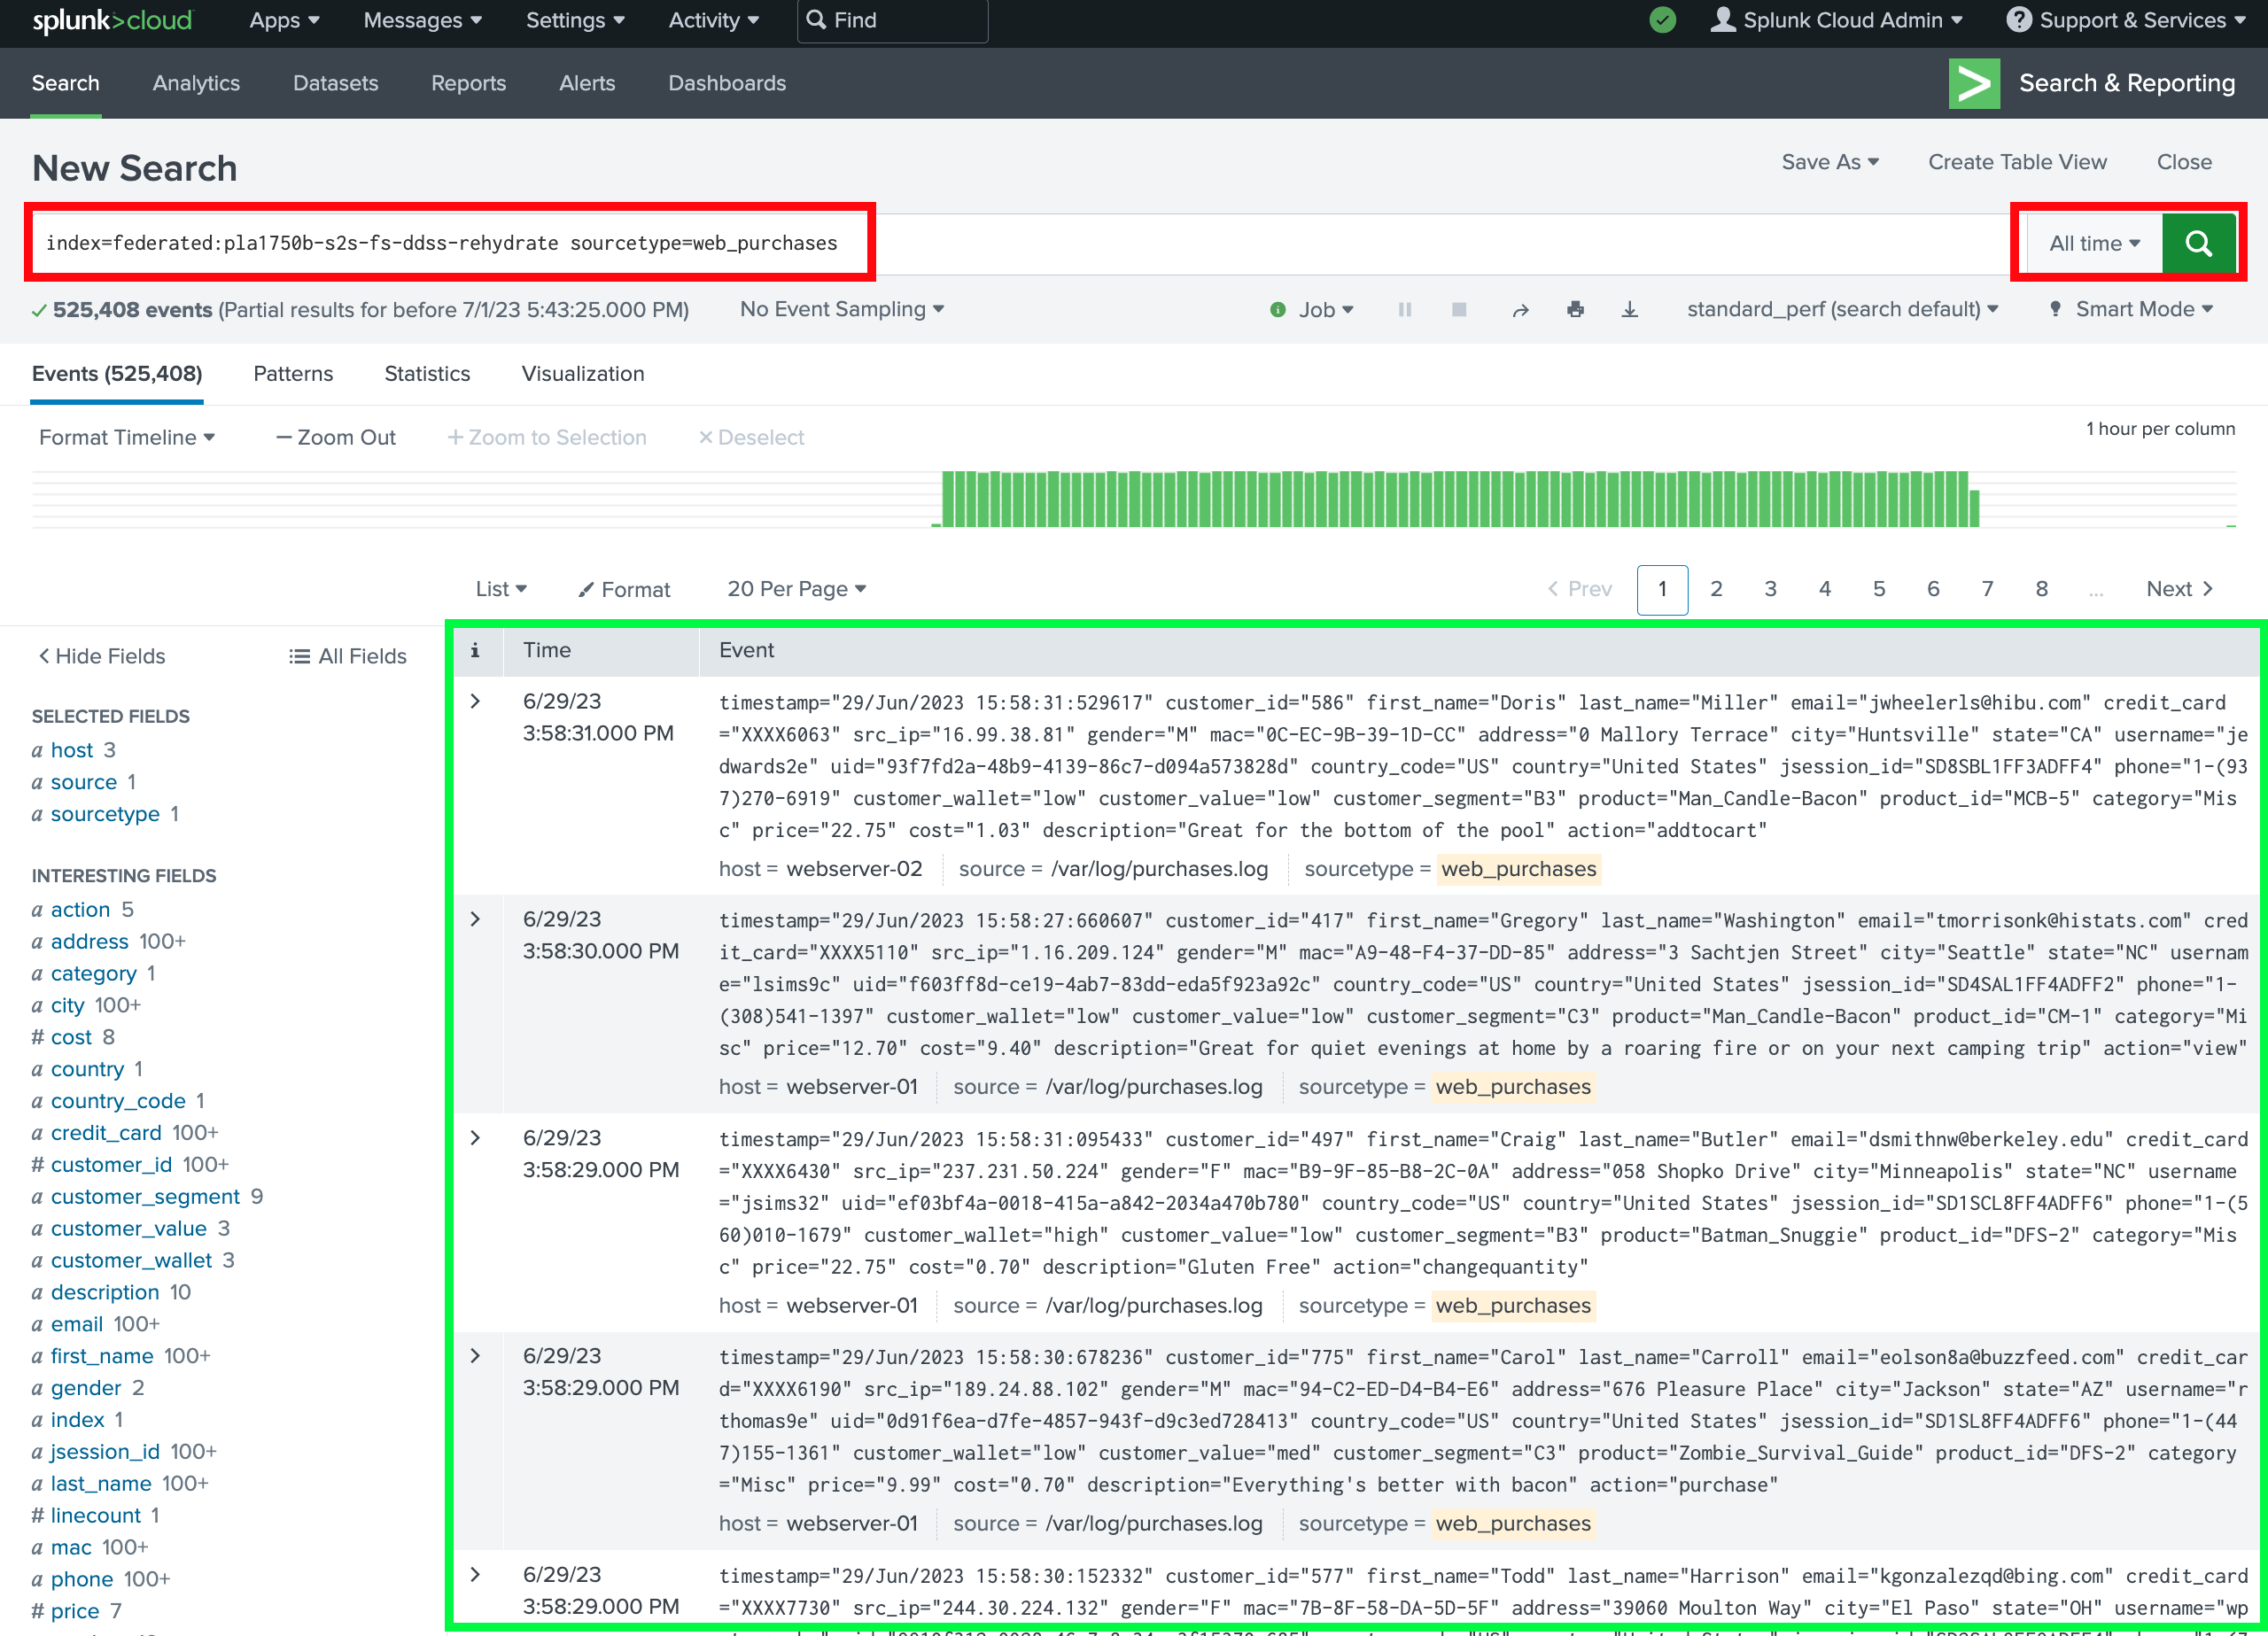 splunk>cloud Apps Messages Settings Activity Find Splunk Cloud Admin ? Support & Services
Search Analytics Datasets Reports Alerts Dashboards > Search & Reporting
New Search Save As Create Table View Close
index=federated:pla1750b-s2s-fs-ddss-rehydrate sourcetype=web_purchases All time
525,408 events (Partial results for before 7/1/23 5:43:25.000 PM) No Event Sampling i Job standard_perf (search default) Smart Mode
Events (525,408) Patterns Statistics Visualization
Format Timeline — Zoom Out + Zoom to Selection × Deselect 1 hour per column
List Format 20 Per Page < Prev 1 2 3 4 5 6 7 8 ... Next >
< Hide Fields All Fields
SELECTED FIELDS
a host 3
a source 1
a sourcetype 1
INTERESTING FIELDS
a action 5
a address 100+
a category 1
a city 100+
# cost 8
a country 1
a country_code 1
a credit_card 100+
# customer_id 100+
a customer_segment 9
a customer_value 3
a customer_wallet 3
a description 10
a email 100+
a first_name 100+
a gender 2
a index 1
a jsession_id 100+
a last_name 100+
# linecount 1
a mac 100+
a phone 100+
# price 7
i Time Event
> 6/29/23
3:58:31.000 PM
timestamp="29/Jun/2023 15:58:31:529617" customer_id="586" first_name="Doris" last_name="Miller" email="jwheelerls@hibu.com" credit_card
="XXXX6063" src_ip="16.99.38.81" gender="M" mac="0C-EC-9B-39-1D-CC" address="0 Mallory Terrace" city="Huntsville" state="CA" username="je
dwards2e" uid="93f7fd2a-48b9-4139-86c7-d094a573828d" country_code="US" country="United States" jsession_id="SD8SBL1FF3ADFF4" phone="1-(93
7)270-6919" customer_wallet="low" customer_value="low" customer_segment="B3" product="Man_Candle-Bacon" product_id="MCB-5" category="Mis
c" price="22.75" cost="1.03" description="Great for the bottom of the pool" action="addtocart"
host = webserver-02 source = /var/log/purchases.log sourcetype = web_purchases
> 6/29/23
3:58:30.000 PM
timestamp="29/Jun/2023 15:58:27:660607" customer_id="417" first_name="Gregory" last_name="Washington" email="tmorrisonk@histats.com" cred
it_card="XXXX5110" src_ip="1.16.209.124" gender="M" mac="A9-48-F4-37-DD-85" address="3 Sachtjen Street" city="Seattle" state="NC" usernam
e="lsims9c" uid="f603ff8d-ce19-4ab7-83dd-eda5f923a92c" country_code="US" country="United States" jsession_id="SD4SAL1FF4ADFF2" phone="1-
(308)541-1397" customer_wallet="low" customer_value="low" customer_segment="C3" product="Man_Candle-Bacon" product_id="CM-1" category="Mi
sc" price="12.70" cost="9.40" description="Great for quiet evenings at home by a roaring fire or on your next camping trip" action="view"
host = webserver-01 source = /var/log/purchases.log sourcetype = web_purchases
> 6/29/23
3:58:29.000 PM
timestamp="29/Jun/2023 15:58:31:095433" customer_id="497" first_name="Craig" last_name="Butler" email="dsmithnw@berkeley.edu" credit_card
="XXXX6430" src_ip="237.231.50.224" gender="F" mac="B9-9F-85-B8-2C-0A" address="058 Shopko Drive" city="Minneapolis" state="NC" username
="jsims32" uid="ef03bf4a-0018-415a-a842-2034a470b780" country_code="US" country="United States" jsession_id="SD1SCL8FF4ADFF6" phone="1-(5
60)010-1679" customer_wallet="high" customer_value="low" customer_segment="B3" product="Batman_Snuggie" product_id="DFS-2" category="Mis
c" price="22.75" cost="0.70" description="Gluten Free" action="changequantity"
host = webserver-01 source = /var/log/purchases.log sourcetype = web_purchases
> 6/29/23
3:58:29.000 PM
timestamp="29/Jun/2023 15:58:30:678236" customer_id="775" first_name="Carol" last_name="Carroll" email="eolson8a@buzzfeed.com" credit_car
d="XXXX6190" src_ip="189.24.88.102" gender="M" mac="94-C2-ED-D4-B4-E6" address="676 Pleasure Place" city="Jackson" state="AZ" username="r
thomas9e" uid="0d91f6ea-d7fe-4857-943f-d9c3ed728413" country_code="US" country="United States" jsession_id="SD1SL8FF4ADFF6" phone="1-(44
7)155-1361" customer_wallet="low" customer_value="med" customer_segment="C3" product="Zombie_Survival_Guide" product_id="DFS-2" category
="Misc" price="9.99" cost="0.70" description="Everything's better with bacon" action="purchase"
host = webserver-01 source = /var/log/purchases.log sourcetype = web_purchases
> 6/29/23
3:58:29.000 PM
timestamp="29/Jun/2023 15:58:30:152332" customer_id="577" first_name="Todd" last_name="Harrison" email="kgonzalezqd@bing.com" credit_card
="XXXX7730" src_ip="244.30.224.132" gender="F" mac="7B-8F-58-DA-5D-5F" address="39060 Moulton Way" city="El Paso" state="OH" username="wp